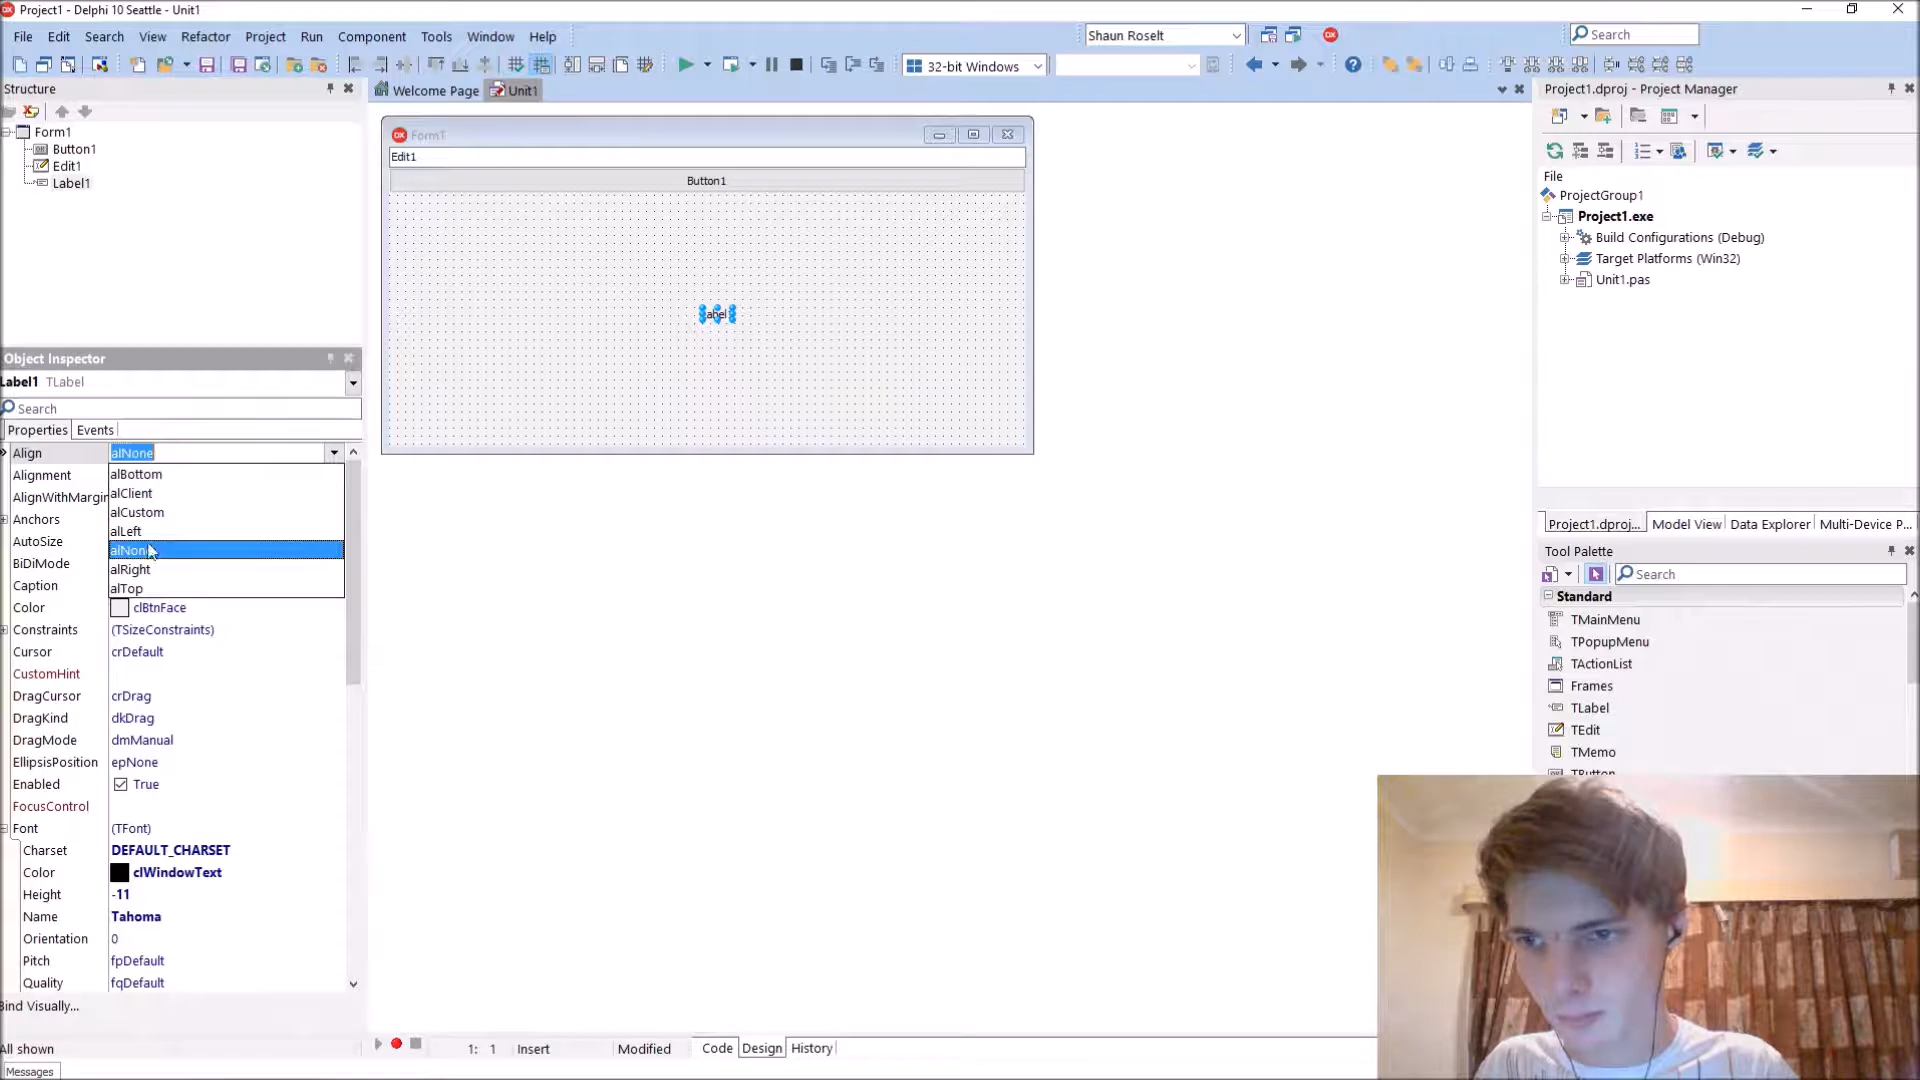 Project1 - Delphi 10 Seattle - Unit1
File Edit Search View Refactor Project Run Component Tools Window Help
Shaun Roselt
Search
32-bit Windows
Structure
Welcome Page
Unit1
Project1.dproj - Project Manager
Form1
Button1
Edit1
Label1
Form1
Edit1
Button1
File
ProjectGroup1
Project1.exe
Build Configurations (Debug)
Target Platforms (Win32)
Unit1.pas
Object Inspector
Label1 TLabel
Search
Properties Events
Align alNone
Alignment
AlignWithMargin
Anchors
AutoSize
BiDiMode
Caption
alBottom
alClient
alCustom
alLeft
alNone
alRight
alTop
Color clBtnFace
Constraints (TSizeConstraints)
Cursor crDefault
CustomHint
DragCursor crDrag
DragKind dkDrag
DragMode dmManual
EllipsisPosition epNone
Enabled True
FocusControl
Font (TFont)
Charset DEFAULT_CHARSET
Color clWindowText
Height -11
Name Tahoma
Orientation 0
Pitch fpDefault
Quality fqDefault
Bind Visually...
All shown
Messages
1: 1 Insert Modified Code Design History
Project1.dproj... Model View Data Explorer Multi-Device P...
Tool Palette
Search
Standard
TMainMenu
TPopupMenu
TActionList
Frames
TLabel
TEdit
TMemo
TButton